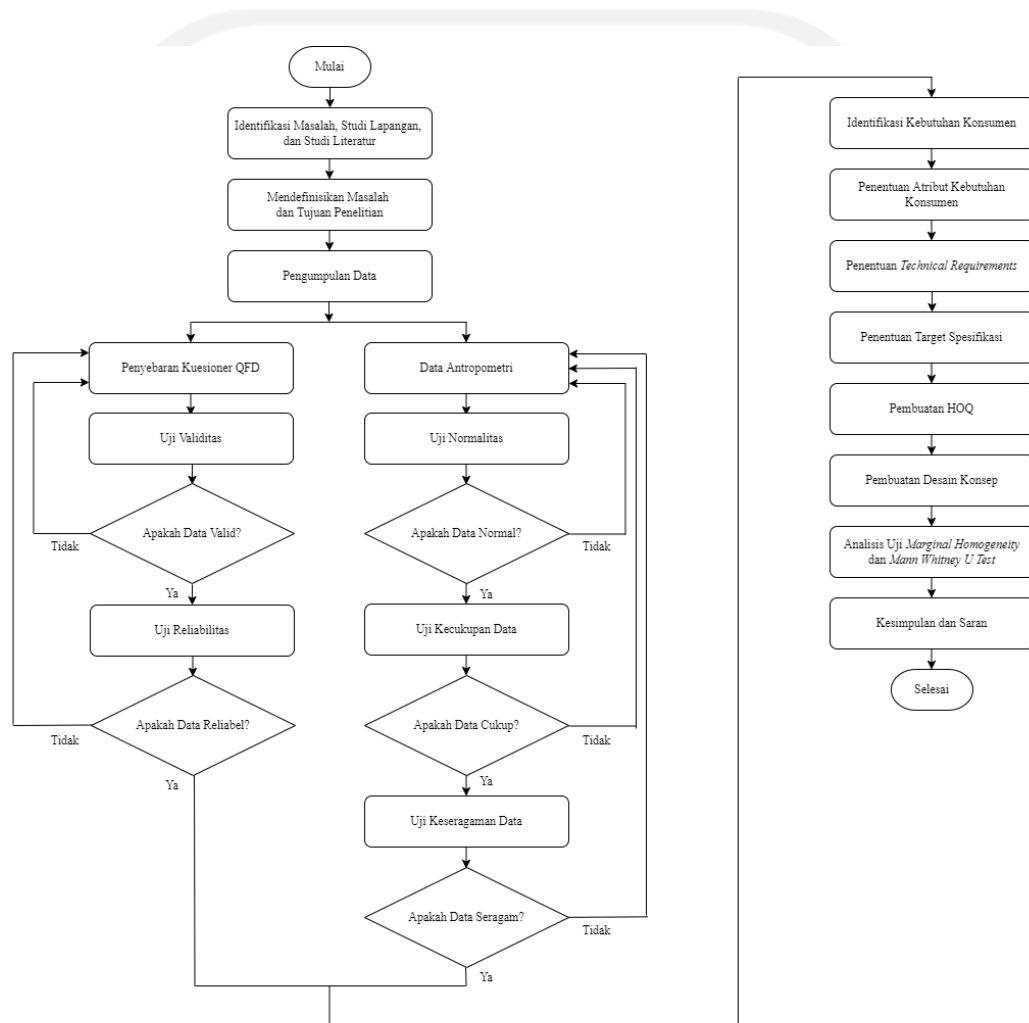 Mulai
Identifikasi Masalah, Studi Lapangan,
dan Studi Literatur
Mendefinisikan Masalah
dan Tujuan Penelitian
Pengumpulan Data
Penyebaran Kuesioner QFD
Uji Validitas
Apakah Data Valid?
Tidak
Ya
Uji Reliabilitas
Apakah Data Reliabel?
Tidak
Ya
Data Antropometri
Uji Normalitas
Apakah Data Normal?
Tidak
Ya
Uji Kecukupan Data
Apakah Data Cukup?
Tidak
Ya
Uji Keseragaman Data
Apakah Data Seragam?
Tidak
Ya
Identifikasi Kebutuhan Konsumen
Penentuan Atribut Kebutuhan
Konsumen
Penentuan Technical Requirements
Penentuan Target Spesifikasi
Pembuatan HOQ
Pembuatan Desain Konsep
Analisis Uji Marginal Homogeneity
dan Mann Whitney U Test
Kesimpulan dan Saran
Selesai